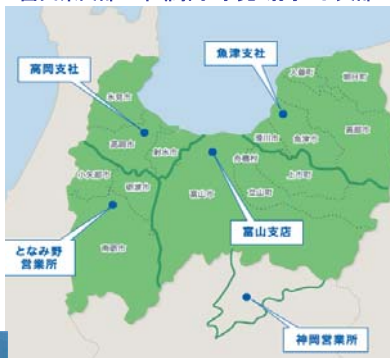 高岡支社
魚津支社
氷見市
入善町
朝日町
黒部市
高岡市
射水市
滑川市
魚津市
小矢部市
砺波市
舟橋村
上市町
富山市
立山町
南砺市
となみ野
営業所
富山支店
神岡営業所